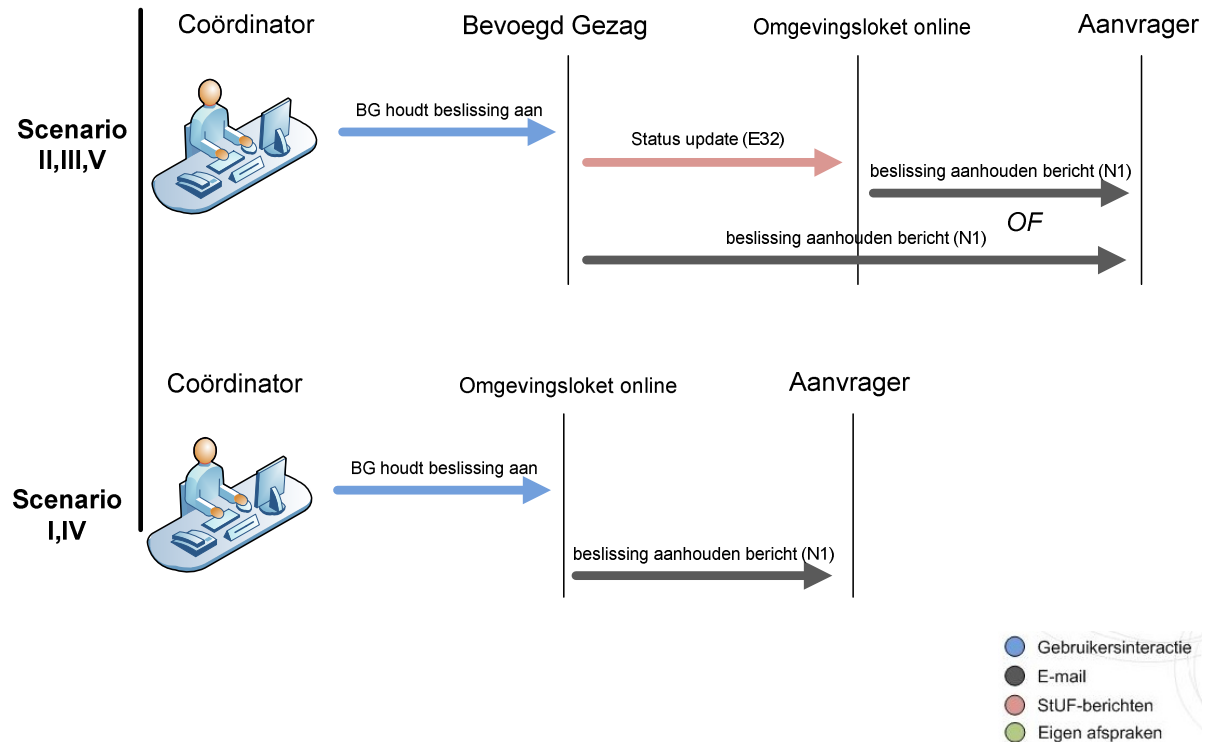 Coördinator
Bevoegd Gezag
Omgevingsloket online
Aanvrager
Scenario
II,III,V
BG houdt beslissing aan
Status update (E32)
beslissing aanhouden bericht (N1)
OF
beslissing aanhouden bericht (N1)
Coördinator
Omgevingsloket online
Aanvrager
Scenario
I,IV
BG houdt beslissing aan
beslissing aanhouden bericht (N1)
Gebruikersinteractie
E-mail
StUF-berichten
Eigen afspraken